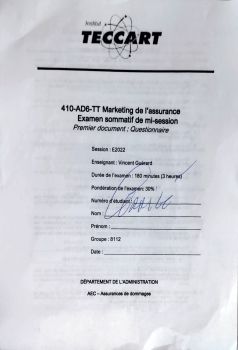 Institut
TECCART
410-AD6-TT Marketing de l'assurance
Examen sommatif de mi-session
Premier document : Questionnaire
Session : E2022
Enseignant : Vincent Guérard
Durée de l'examen : 180 minutes (3 heures)
Pondération de l'examen: 30%
Numéro d'étudiant :
Nom :
Prénom :
Groupe : 8112
Date :
DÉPARTEMENT DE L'ADMINISTRATION
AEC – Assurances de dommages